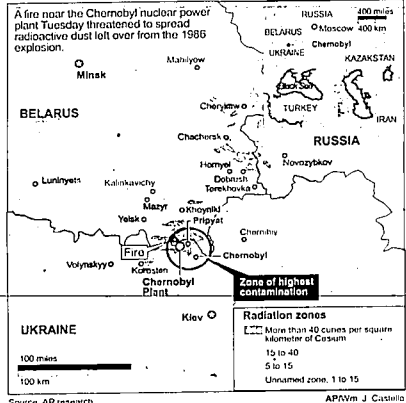 A fire near the Chernobyl nuclear power
plant Tuesday threatened to spread
radioactive dust left over from the 1986
explosion.
RUSSIA
400 miles
Moscow
400 km
BELARUS
Chernobyl
UKRAINE
KAZAKSTAN
Black Sea
TURKEY
IRAN
Minsk
Mahilyow
BELARUS
Chachersk
RUSSIA
Homyel
Dobrush
Terekhovka
Novozybkov
Luninyets
Kalinkavichy
Mazyr
Khoyniki
Yelsk
Pripyat
Chernihiv
Fire
Chernobyl
Volynskyy
Korosten
Chernobyl
Plant
Zone of highest
contamination
Kiev
UKRAINE
Radiation zones
More than 40 curies per square
kilometer of Cesium
15 to 40
5 to 15
Unnamed zone, 1 to 15
100 miles
100 km
Source: AP research
AP/Wm. J. Castello